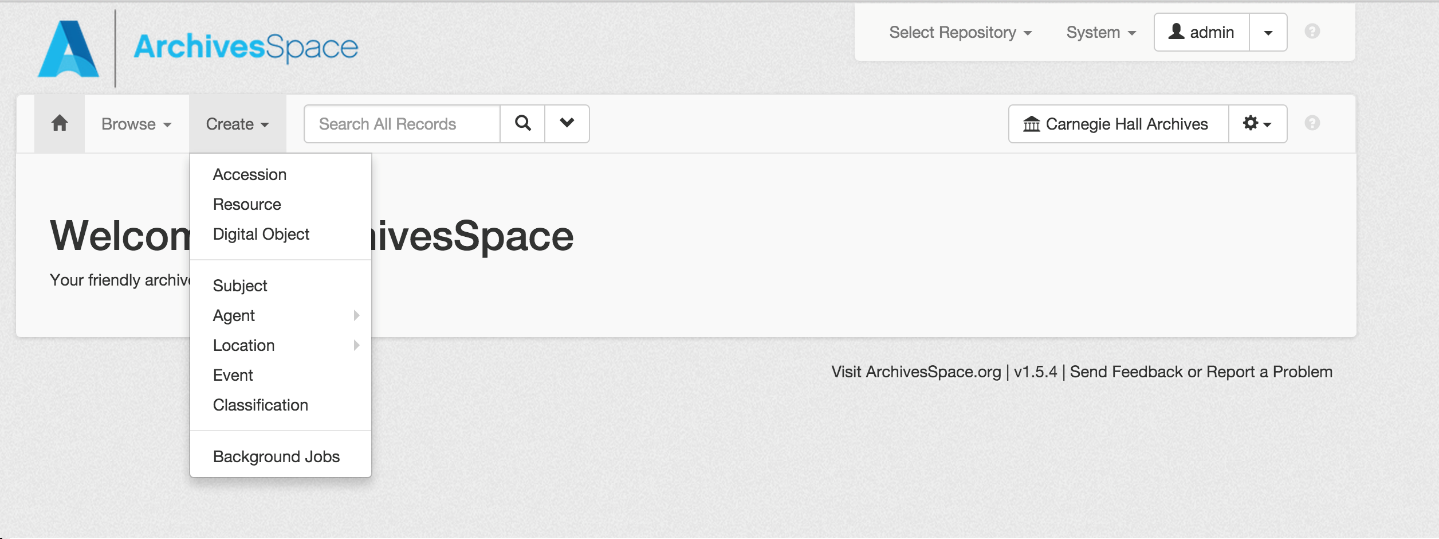 ArchivesSpace
Select Repository
System
admin
Browse
Create
Search All Records
Carnegie Hall Archives
Accession
Resource
Digital Object
Welcom hivesSpace
Your friendly archiv
Subject
Agent
Location
Event
Classification
Background Jobs
Visit ArchivesSpace.org | v1.5.4 | Send Feedback or Report a Problem